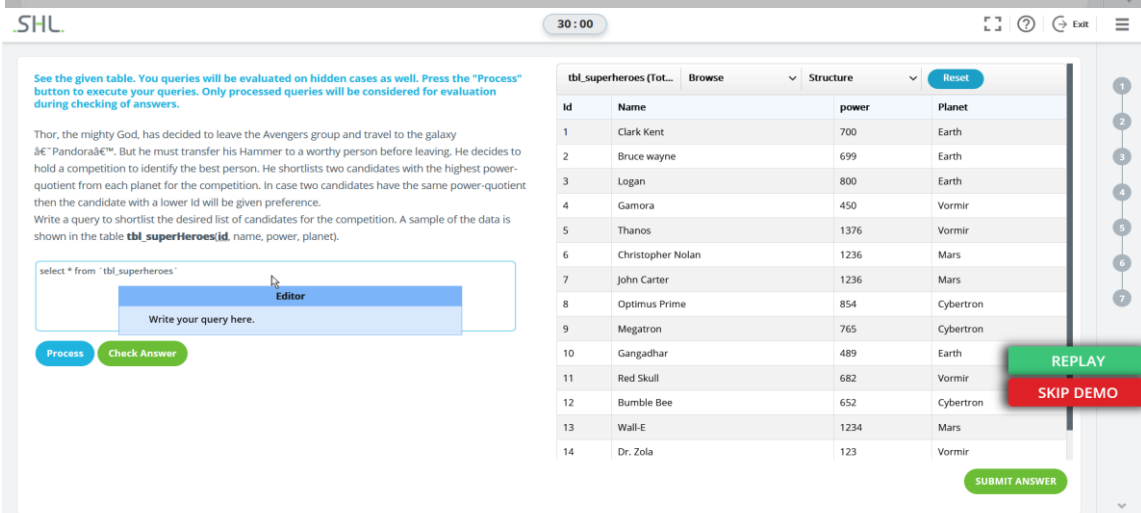 SHL.
30 : 00
Exit
See the given table. You queries will be evaluated on hidden cases as well. Press the "Process"
button to execute your queries. Only processed queries will be considered for evaluation
during checking of answers.
Thor, the mighty God, has decided to leave the Avengers group and travel to the galaxy
â€˜Pandoraâ€™. But he must transfer his Hammer to a worthy person before leaving. He decides to
hold a competition to identify the best person. He shortlists two candidates with the highest power-
quotient from each planet for the competition. In case two candidates have the same power-quotient
then the candidate with a lower Id will be given preference.
Write a query to shortlist the desired list of candidates for the competition. A sample of the data is
shown in the table tbl_superHeroes(id, name, power, planet).
select * from `tbl_superheroes`
Editor
Write your query here.
Process Check Answer
tbl_superheroes (Tot... Browse Structure Reset
Id Name power Planet
1 Clark Kent 700 Earth
2 Bruce wayne 699 Earth
3 Logan 800 Earth
4 Gamora 450 Vormir
5 Thanos 1376 Vormir
6 Christopher Nolan 1236 Mars
7 John Carter 1236 Mars
8 Optimus Prime 854 Cybertron
9 Megatron 765 Cybertron
10 Gangadhar 489 Earth
11 Red Skull 682 Vormir
12 Bumble Bee 652 Cybertron
13 Wall-E 1234 Mars
14 Dr. Zola 123 Vormir
SUBMIT ANSWER
1
2
3
4
5
6
7
REPLAY
SKIP DEMO